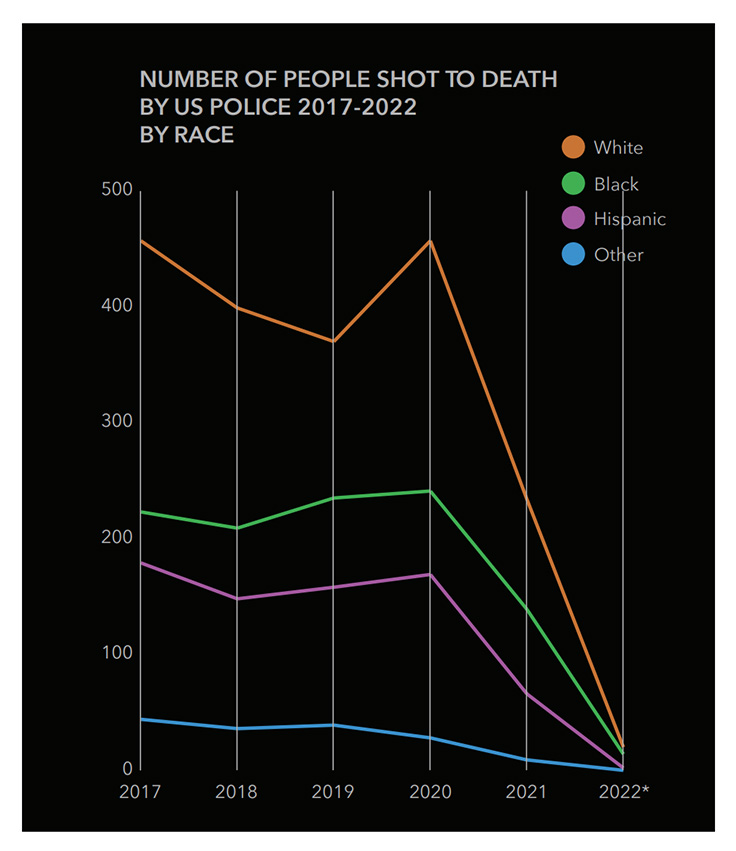 NUMBER OF PEOPLE SHOT TO DEATH
BY US POLICE 2017-2022
BY RACE
White
Black
Hispanic
Other
500
400
300
200
100
0
2017 2018 2019 2020 2021 2022*